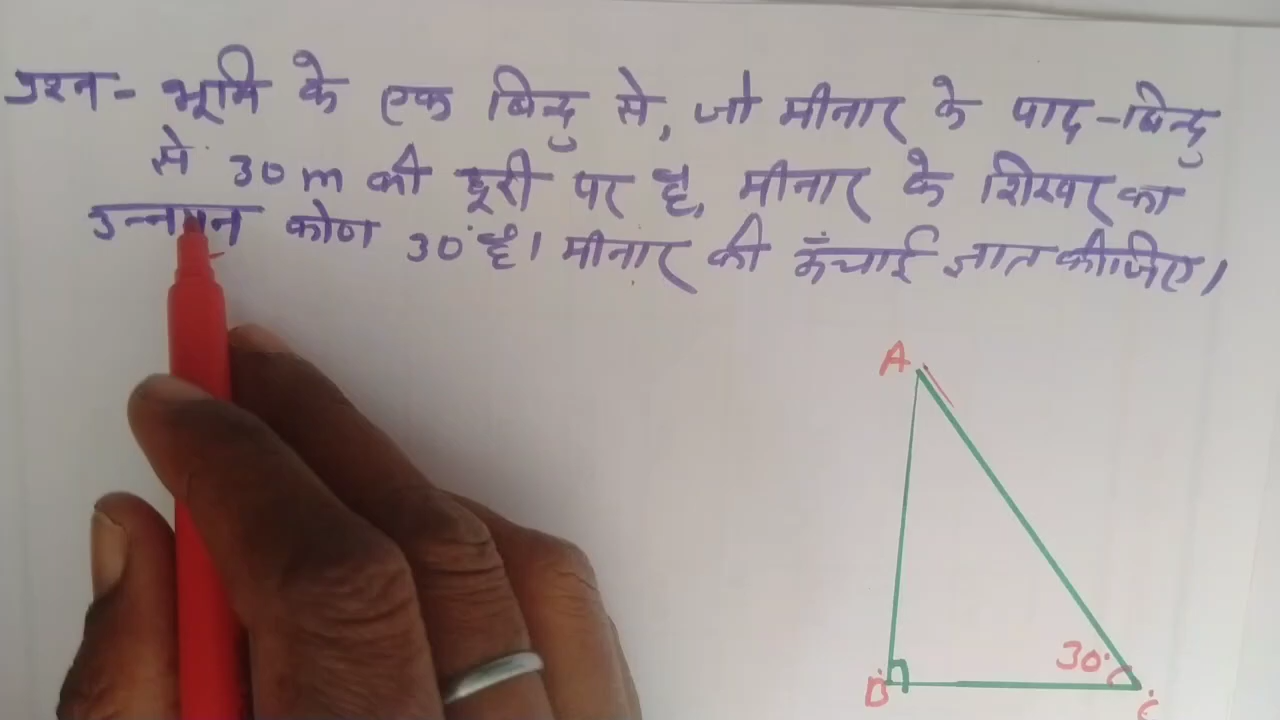 प्रश्न - भूमि के एक बिन्दु से, जो मीनार के पाद-बिन्दु
से 30 m की दूरी पर है, मीनार के शिखर का
उन्नयन कोण 30° है। मीनार की ऊँचाई ज्ञात कीजिए।
A
30°
B
C